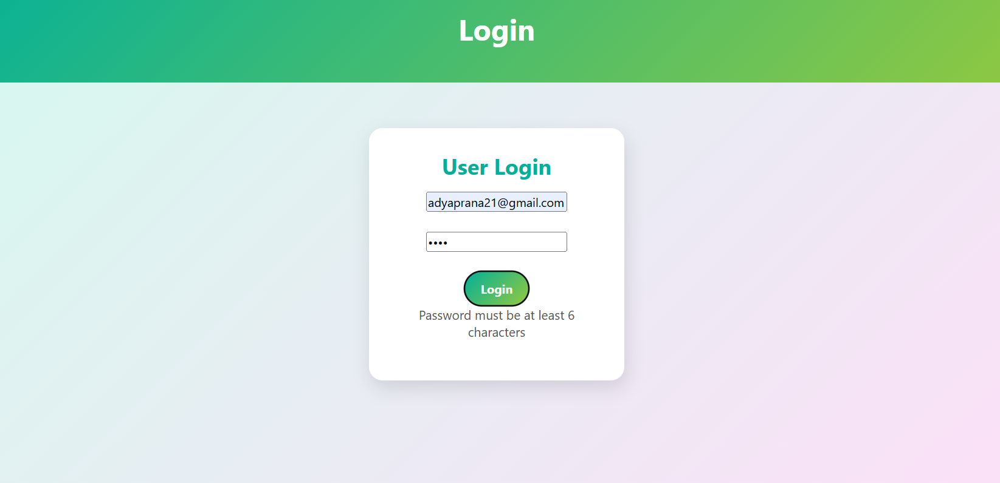 Login
User Login
adyaprana21@gmail.com
••••
Login
Password must be at least 6
characters